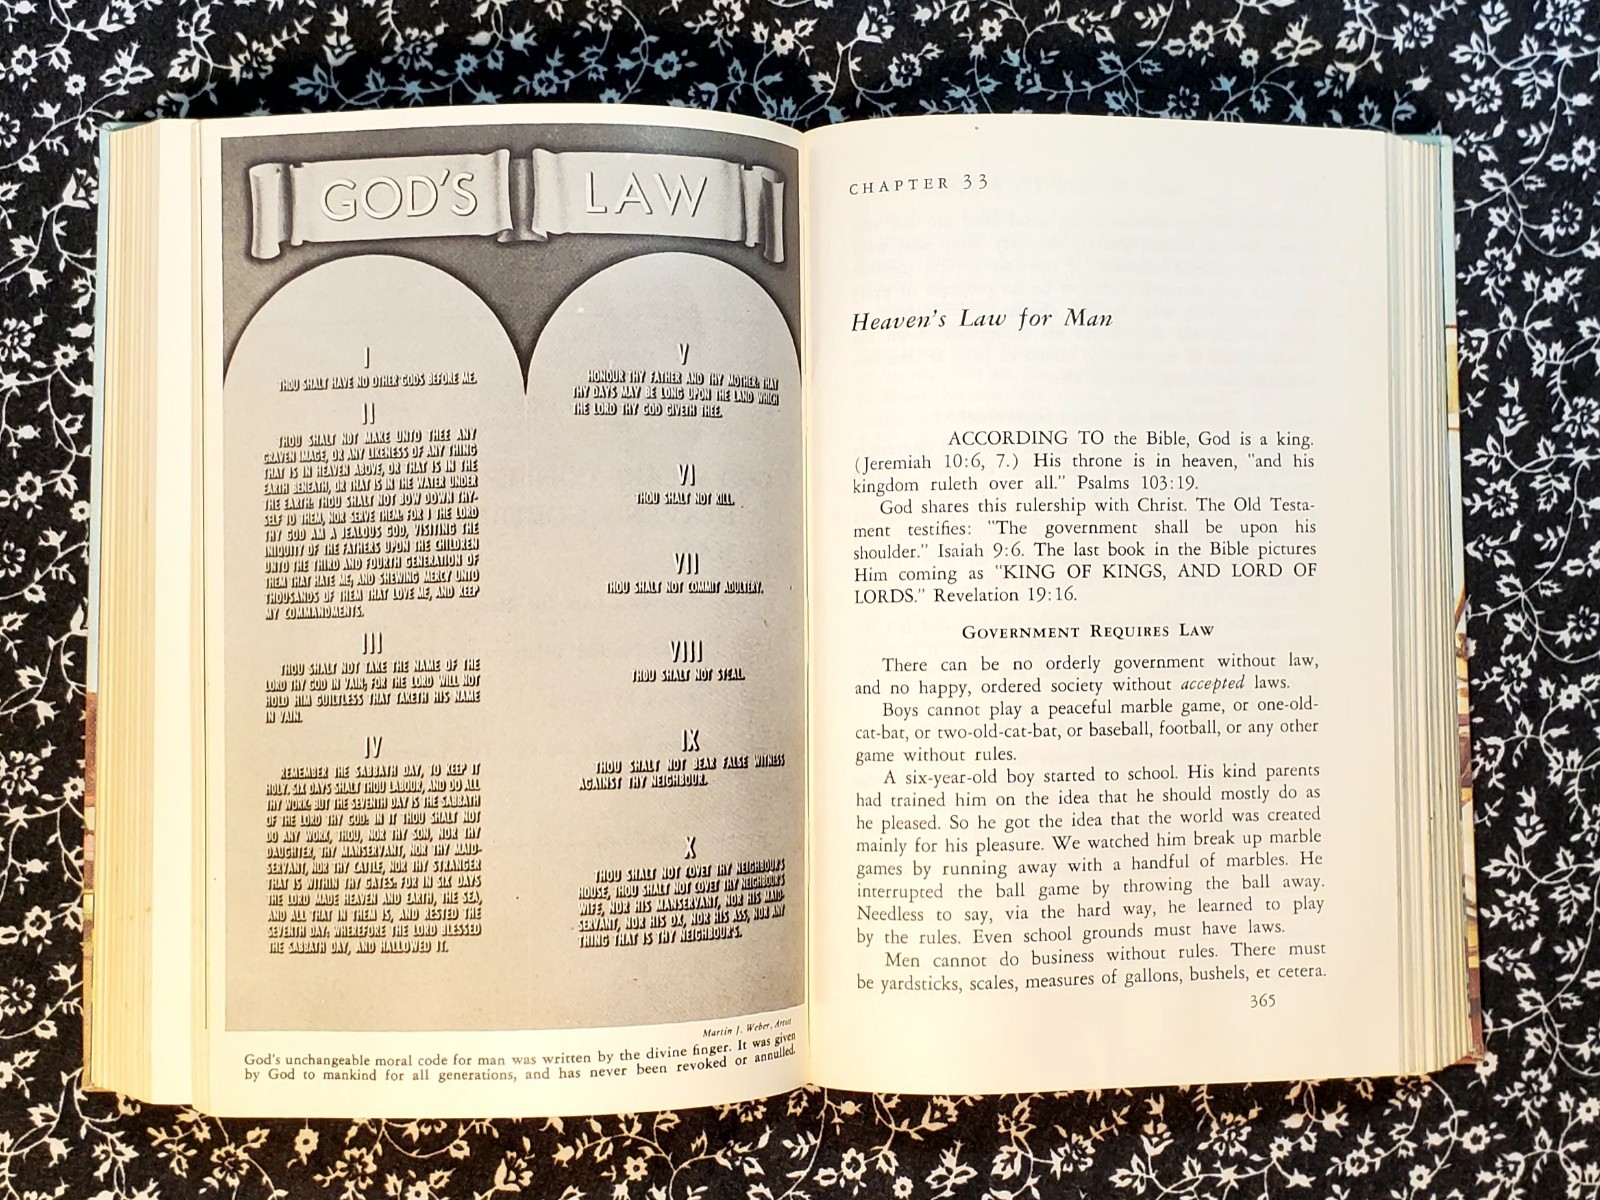 GOD'S LAW
I
THOU SHALT HAVE NO OTHER GODS BEFORE ME.
II
THOU SHALT NOT MAKE UNTO THEE ANY
GRAVEN IMAGE, OR ANY LIKENESS OF ANY THING
THAT IS IN HEAVEN ABOVE, OR THAT IS IN THE
EARTH BENEATH, OR THAT IS IN THE WATER UNDER
THE EARTH: THOU SHALT NOT BOW DOWN THY-
SELF TO THEM, NOR SERVE THEM: FOR I THE LORD
THY GOD AM A JEALOUS GOD, VISITING THE
INIQUITY OF THE FATHERS UPON THE CHILDREN
UNTO THE THIRD AND FOURTH GENERATION OF
THEM THAT HATE ME; AND SHEWING MERCY UNTO
THOUSANDS OF THEM THAT LOVE ME, AND KEEP
MY COMMANDMENTS.
III
THOU SHALT NOT TAKE THE NAME OF THE
LORD THY GOD IN VAIN; FOR THE LORD WILL NOT
HOLD HIM GUILTLESS THAT TAKETH HIS NAME
IN VAIN.
IV
REMEMBER THE SABBATH DAY, TO KEEP IT
HOLY. SIX DAYS SHALT THOU LABOUR, AND DO ALL
THY WORK: BUT THE SEVENTH DAY IS THE SABBATH
OF THE LORD THY GOD: IN IT THOU SHALT NOT
DO ANY WORK, THOU, NOR THY SON, NOR THY
DAUGHTER, THY MANSERVANT, NOR THY MAID-
SERVANT, NOR THY CATTLE, NOR THY STRANGER
THAT IS WITHIN THY GATES: FOR IN SIX DAYS
THE LORD MADE HEAVEN AND EARTH, THE SEA,
AND ALL THAT IN THEM IS, AND RESTED THE
SEVENTH DAY: WHEREFORE THE LORD BLESSED
THE SABBATH DAY, AND HALLOWED IT.
V
HONOUR THY FATHER AND THY MOTHER: THAT
THY DAYS MAY BE LONG UPON THE LAND WHICH
THE LORD THY GOD GIVETH THEE.
VI
THOU SHALT NOT KILL.
VII
THOU SHALT NOT COMMIT ADULTERY.
VIII
THOU SHALT NOT STEAL.
IX
THOU SHALT NOT BEAR FALSE WITNESS
AGAINST THY NEIGHBOUR.
X
THOU SHALT NOT COVET THY NEIGHBOUR'S
HOUSE, THOU SHALT NOT COVET THY NEIGHBOUR'S
WIFE, NOR HIS MANSERVANT, NOR HIS MAID-
SERVANT, NOR HIS OX, NOR HIS ASS, NOR ANY
THING THAT IS THY NEIGHBOUR'S.
Martin J. Weber, Artist
God's unchangeable moral code for man was written by the divine finger. It was given
by God to mankind for all generations, and has never been revoked or annulled.
CHAPTER 33
Heaven's Law for Man
ACCORDING TO the Bible, God is a king.
(Jeremiah 10:6, 7.) His throne is in heaven, "and his
kingdom ruleth over all." Psalms 103:19.
God shares this rulership with Christ. The Old Testa-
ment testifies: "The government shall be upon his
shoulder." Isaiah 9:6. The last book in the Bible pictures
Him coming as "KING OF KINGS, AND LORD OF
LORDS." Revelation 19:16.
GOVERNMENT REQUIRES LAW
There can be no orderly government without law,
and no happy, ordered society without accepted laws.
Boys cannot play a peaceful marble game, or one-old-
cat-bat, or two-old-cat-bat, or baseball, football, or any other
game without rules.
A six-year-old boy started to school. His kind parents
had trained him on the idea that he should mostly do as
he pleased. So he got the idea that the world was created
mainly for his pleasure. We watched him break up marble
games by running away with a handful of marbles. He
interrupted the ball game by throwing the ball away.
Needless to say, via the hard way, he learned to play
by the rules. Even school grounds must have laws.
Men cannot do business without rules. There must
be yardsticks, scales, measures of gallons, bushels, et cetera.
365